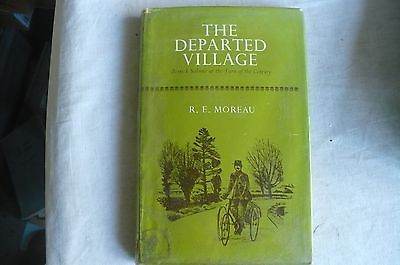 THE
DEPARTED
VILLAGE
Berrick Salome at the Turn of the Century
R. E. MOREAU